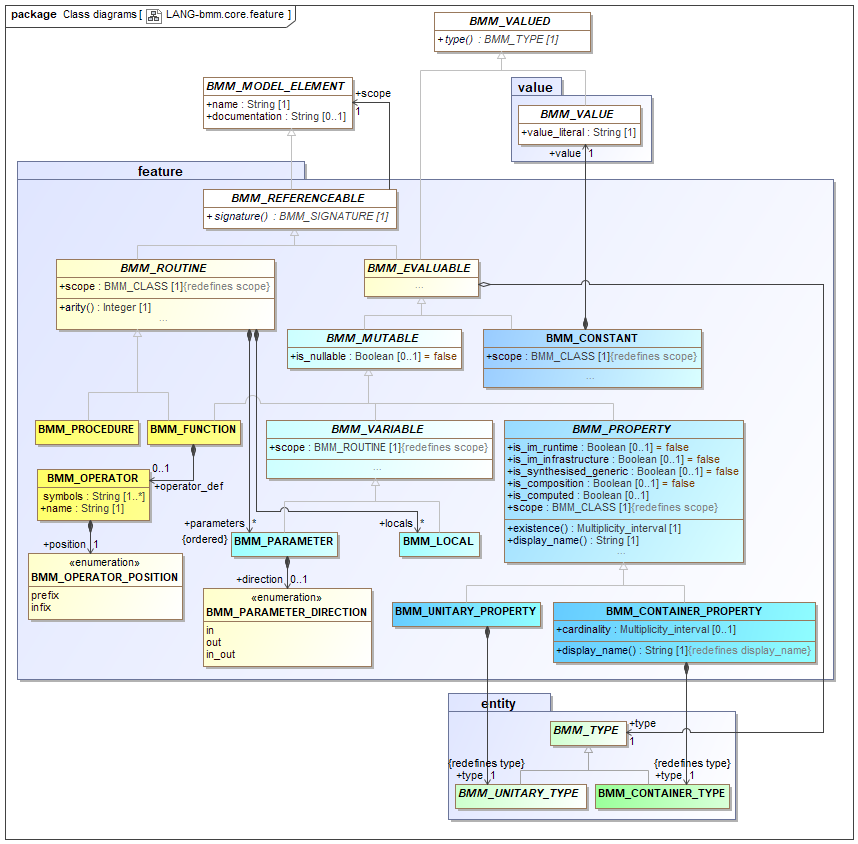 package Class diagrams [ LANG-bmm.core.feature ]
BMM_VALUED
+type() : BMM_TYPE [1]
BMM_MODEL_ELEMENT
+name : String [1]
+documentation : String [0..1]
+scope
1
value
BMM_VALUE
+value_literal : String [1]
+value 1
feature
BMM_REFERENCEABLE
+signature() : BMM_SIGNATURE [1]
BMM_ROUTINE
+scope : BMM_CLASS [1]{redefines scope}
+arity() : Integer [1]
...
BMM_EVALUABLE
...
BMM_MUTABLE
+is_nullable : Boolean [0..1] = false
BMM_CONSTANT
+scope : BMM_CLASS [1]{redefines scope}
...
BMM_PROCEDURE
BMM_FUNCTION
BMM_VARIABLE
+scope : BMM_ROUTINE [1]{redefines scope}
...
BMM_PROPERTY
+is_im_runtime : Boolean [0..1] = false
+is_im_infrastructure : Boolean [0..1] = false
+is_synthesised_generic : Boolean [0..1] = false
+is_composition : Boolean [0..1] = false
+is_computed : Boolean [0..1]
+scope : BMM_CLASS [1]{redefines scope}
+existence() : Multiplicity_interval [1]
+display_name() : String [1]
...
0..1
+operator_def
BMM_OPERATOR
symbols : String [1..*]
+name : String [1]
+position 1
«enumeration»
BMM_OPERATOR_POSITION
prefix
infix
+parameters *
{ordered}
BMM_PARAMETER
+locals *
BMM_LOCAL
+direction 0..1
«enumeration»
BMM_PARAMETER_DIRECTION
in
out
in_out
BMM_UNITARY_PROPERTY
BMM_CONTAINER_PROPERTY
+cardinality : Multiplicity_interval [0..1]
+display_name() : String [1]{redefines display_name}
entity
BMM_TYPE
+type
1
{redefines type}
+type 1
{redefines type}
+type 1
BMM_UNITARY_TYPE
BMM_CONTAINER_TYPE